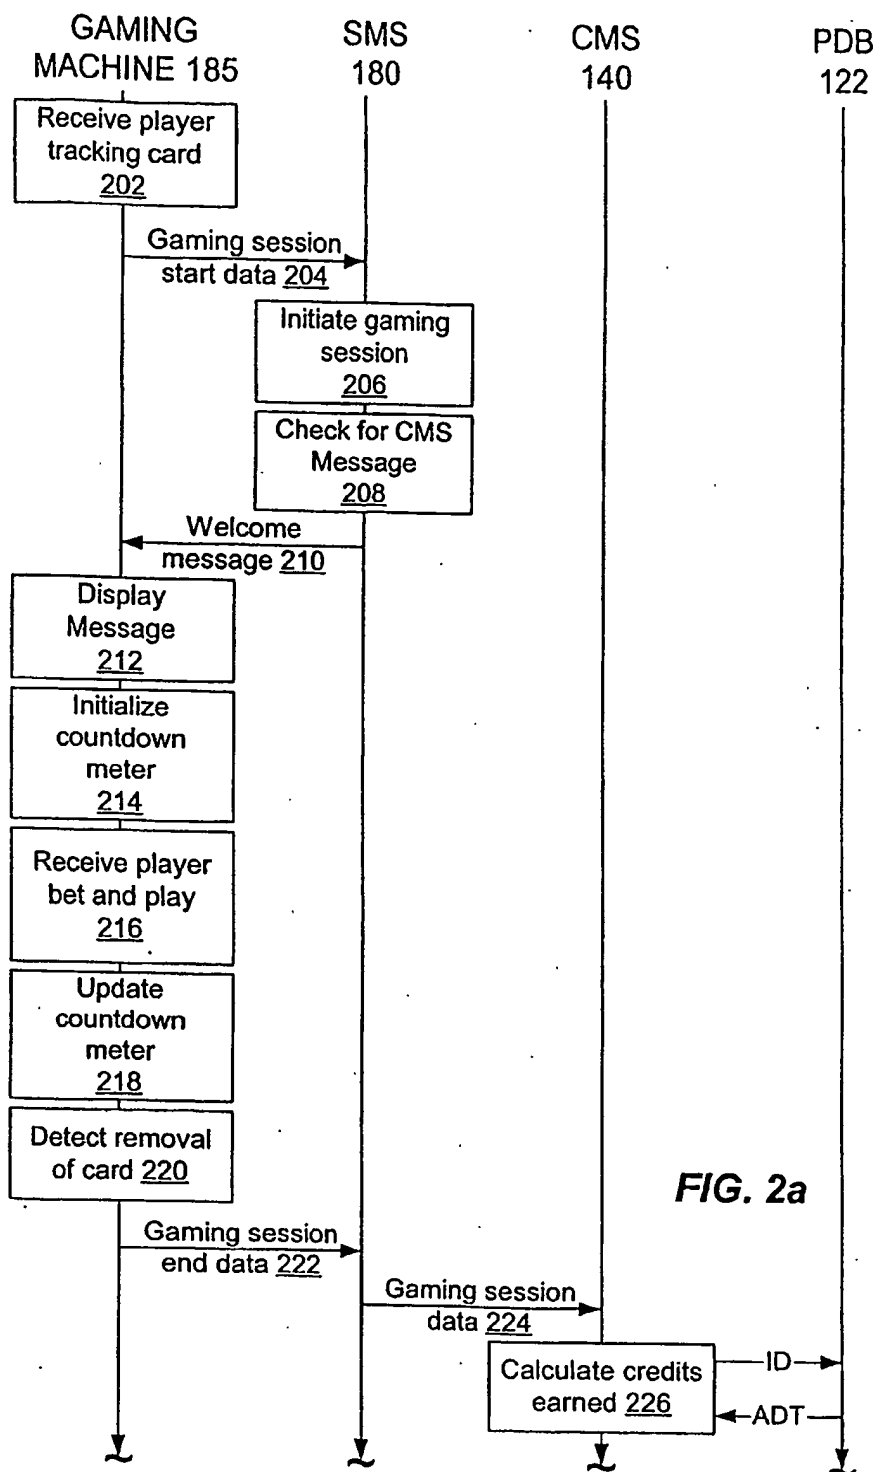 GAMING
MACHINE 185
SMS
180
CMS
140
PDB
122
Receive player
tracking card
202
Gaming session
start data 204
Initiate gaming
session
206
Check for CMS
Message
208
Welcome
message 210
Display
Message
212
Initialize
countdown
meter
214
Receive player
bet and play
216
Update
countdown
meter
218
Detect removal
of card 220
FIG. 2a
Gaming session
end data 222
Gaming session
data 224
Calculate credits
earned 226
ID
ADT